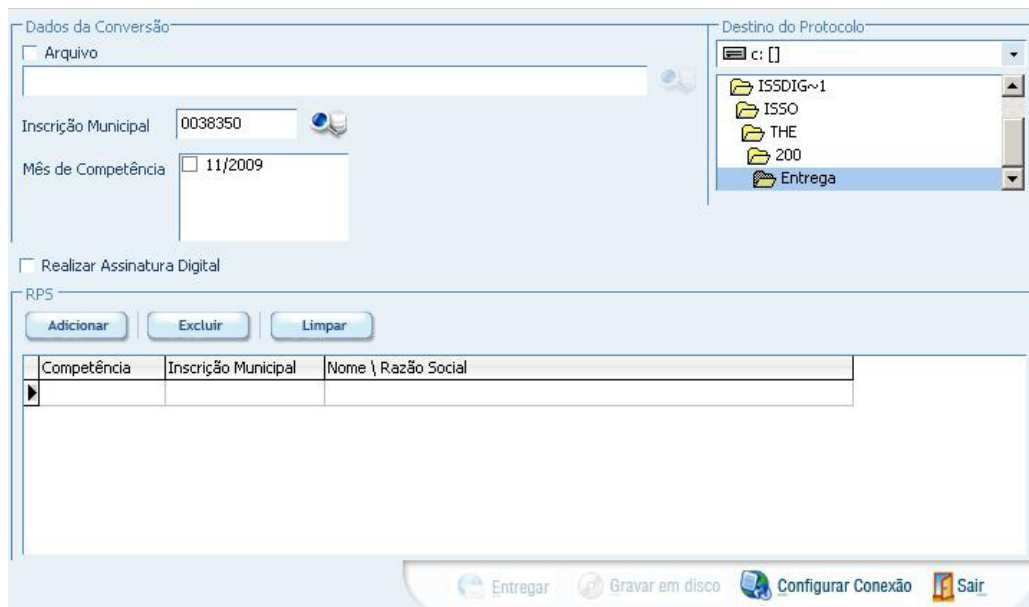 Dados da Conversão
Arquivo
Inscrição Municipal
0038350
Mês de Competência
11/2009
Destino do Protocolo
c: []
ISSDIG~1
ISSO
THE
200
Entrega
Realizar Assinatura Digital
RPS
Adicionar
Excluir
Limpar
Competência
Inscrição Municipal
Nome \ Razão Social
Entregar
Gravar em disco
Configurar Conexão
Sair